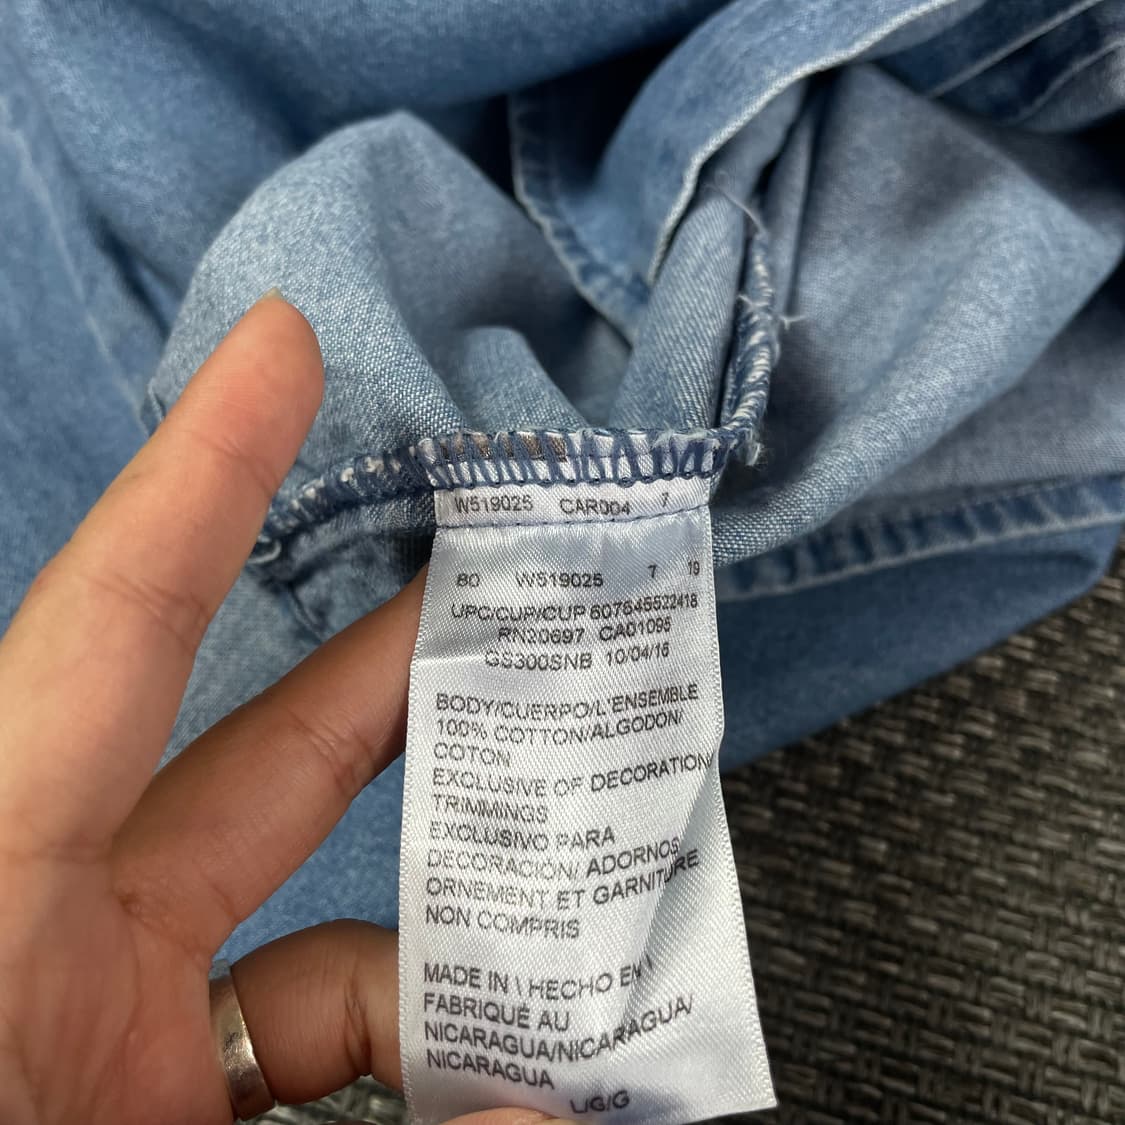 W519025 CAR004 7
80 W519025 7 19
UPC/CUP/CUP 607645522418
RN20697 CA01095
GS300SNB 10/04/16
BODY/CUERPO/L'ENSEMBLE
100% COTTON/ALGODON/
COTON
EXCLUSIVE OF DECORATION/
TRIMMINGS
EXCLUSIVO PARA
DECORACION/ ADORNOS
ORNEMENT ET GARNITURE
NON COMPRIS
MADE IN \ HECHO EN \
FABRIQUÉ AU
NICARAGUA/NICARAGUA/
NICARAGUA
L/G/G